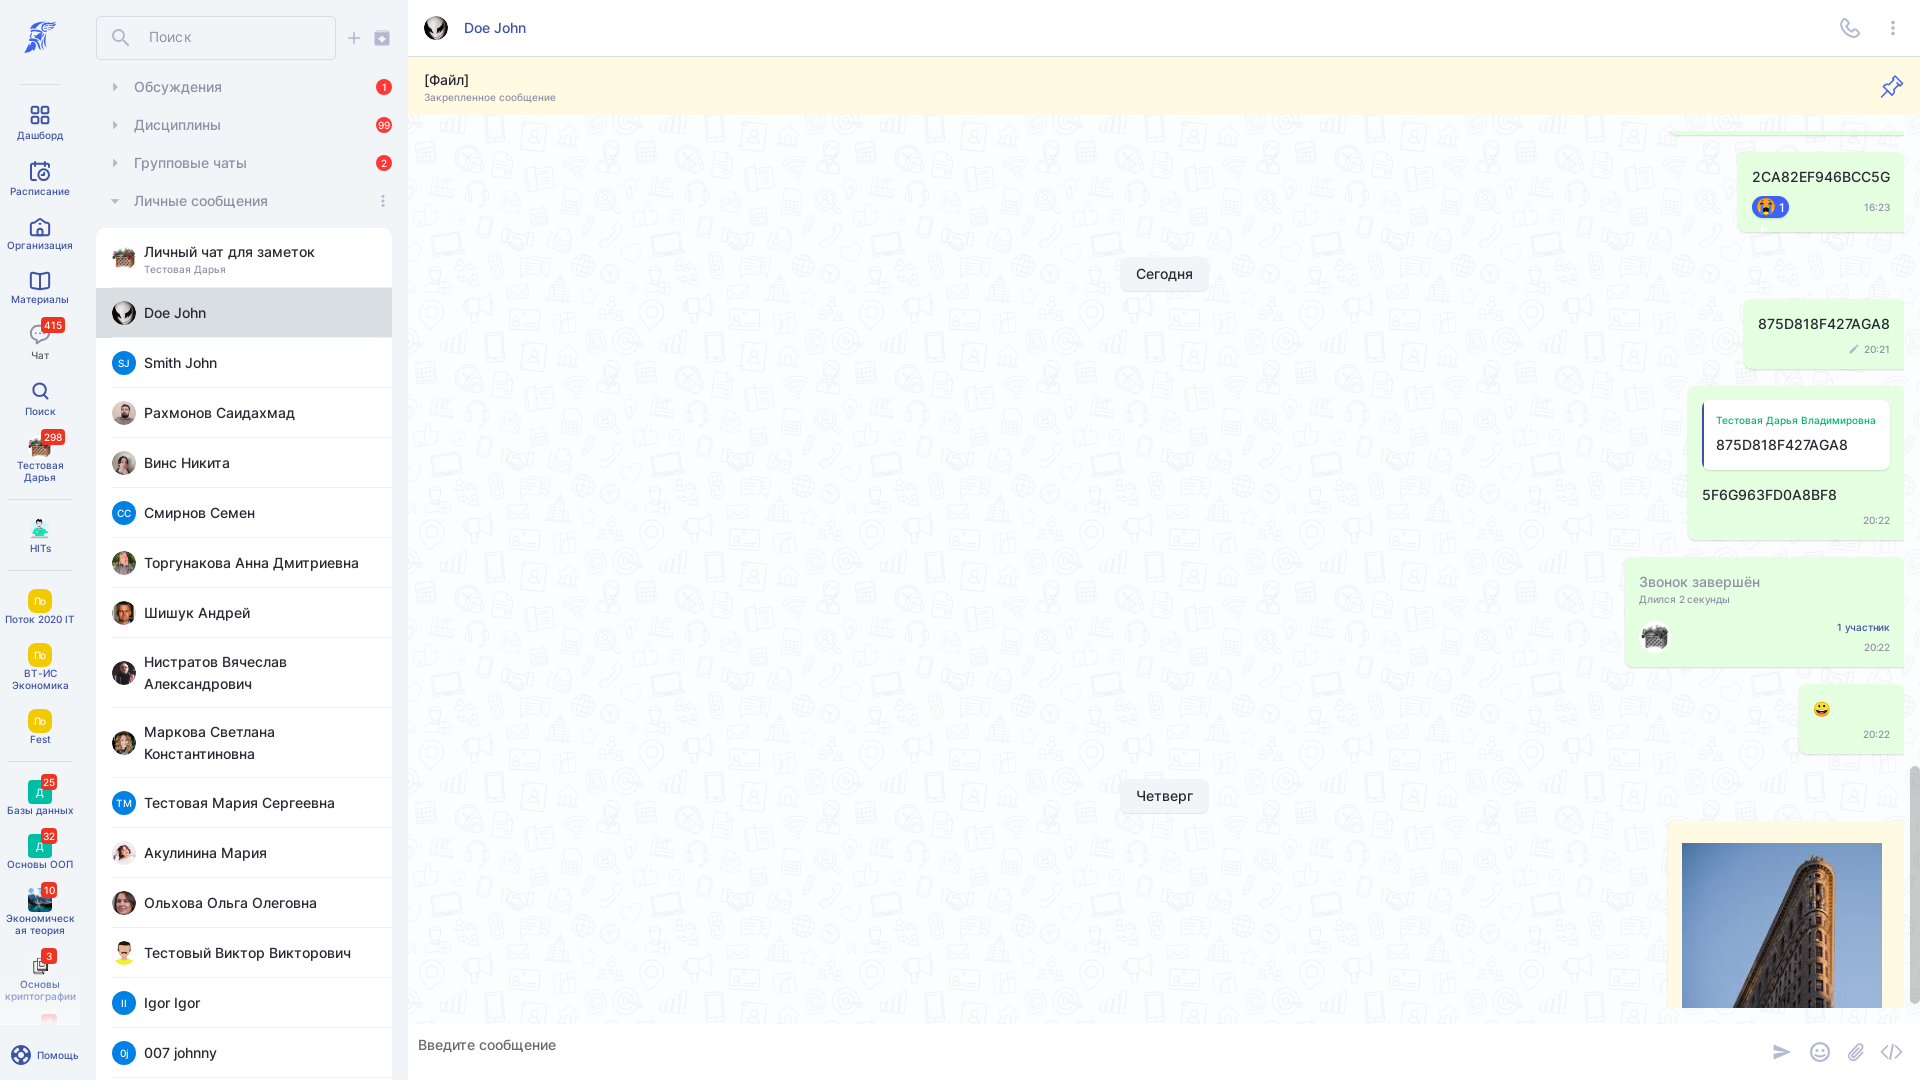 Дашборд
Расписание
Организация
Материалы
415
Чат
Поиск
298
Тестовая
Дарья
HITs
По
Поток 2020 IT
По
ВТ-ИС
Экономика
По
Fest
25
Д
Базы данных
32
Д
Основы ООП
10
Экономическ
ая теория
3
Основы
криптографии
Помощь
Поиск
Обсуждения
1
Дисциплины
99
Групповые чаты
2
Личные сообщения
Личный чат для заметок
Тестовая Дарья
Doe John
SJ
Smith John
Рахмонов Саидахмад
Винс Никита
СС
Смирнов Семен
Торгунакова Анна Дмитриевна
Шишук Андрей
Нистратов Вячеслав
Александрович
Маркова Светлана
Константиновна
ТМ
Тестовая Мария Сергеевна
Акулинина Мария
Ольхова Ольга Олеговна
Тестовый Виктор Викторович
II
Igor Igor
0j
007 johnny
Doe John
[Файл]
Закрепленное сообщение
2CA82EF946BCC5G
1
16:23
Сегодня
875D818F427AGA8
20:21
Тестовая Дарья Владимировна
875D818F427AGA8
5F6G963FD0A8BF8
20:22
Звонок завершён
Длился 2 секунды
1 участник
20:22
😀
20:22
Четверг
Введите сообщение